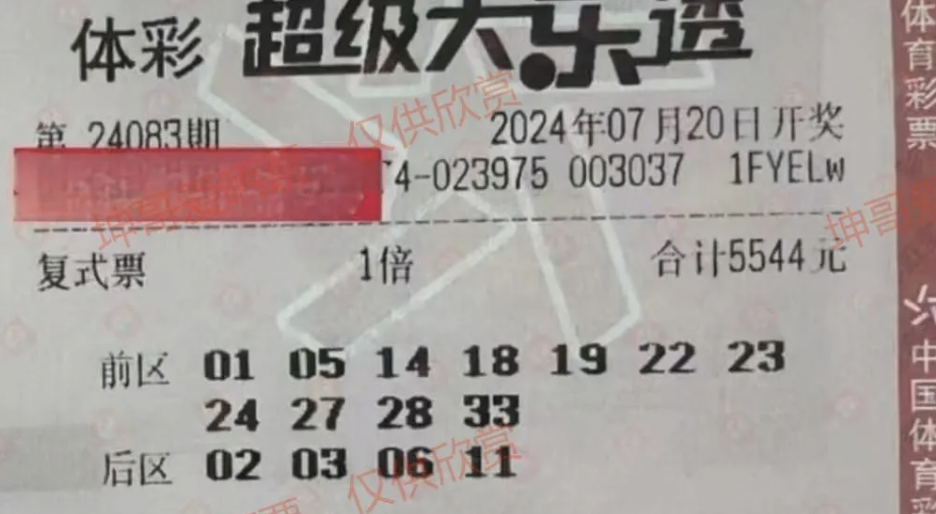 体彩 超级大乐透
第 24083期 2024年07月20日开奖
4-023975 003037 1FYELw
复式票 1倍 合计5544元
前区 01 05 14 18 19 22 23
24 27 28 33
后区 02 03 06 11
仅供欣赏
坤哥
坤哥
票 仅供欣赏
体育彩票
中国体育彩